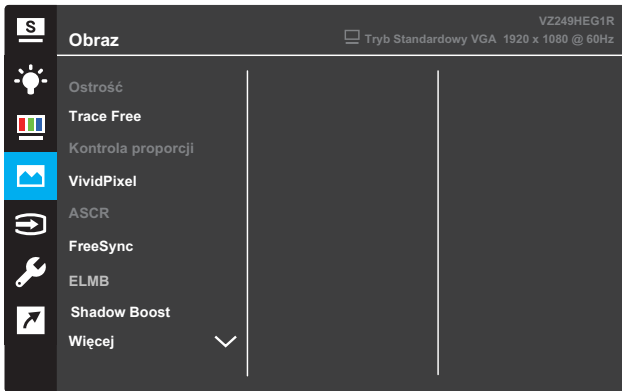 S
VZ249HEG1R
Obraz
Tryb Standardowy VGA 1920 x 1080 @ 60Hz
Ostrość
Trace Free
Kontrola proporcji
VividPixel
ASCR
FreeSync
ELMB
Shadow Boost
Więcej